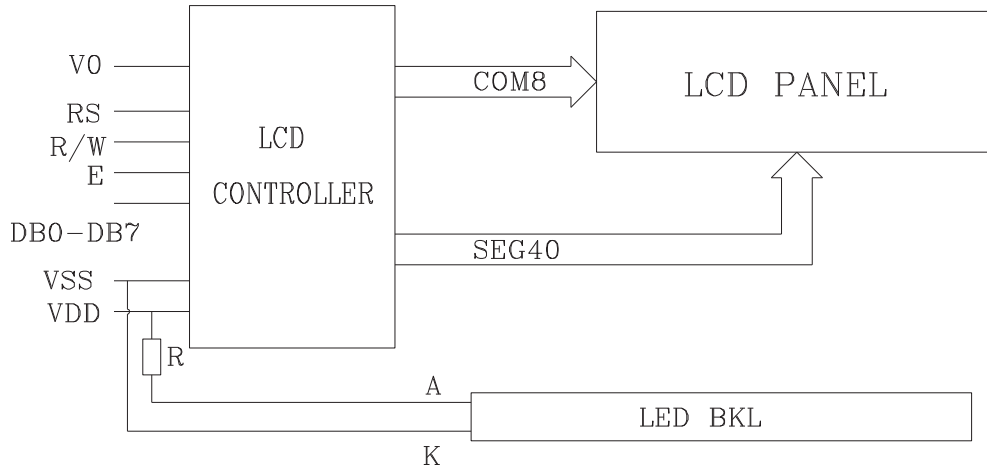 V0
RS
R/W
E
DB0-DB7
VSS
VDD
R
LCD
CONTROLLER
COM8
SEG40
LCD PANEL
A
K
LED BKL